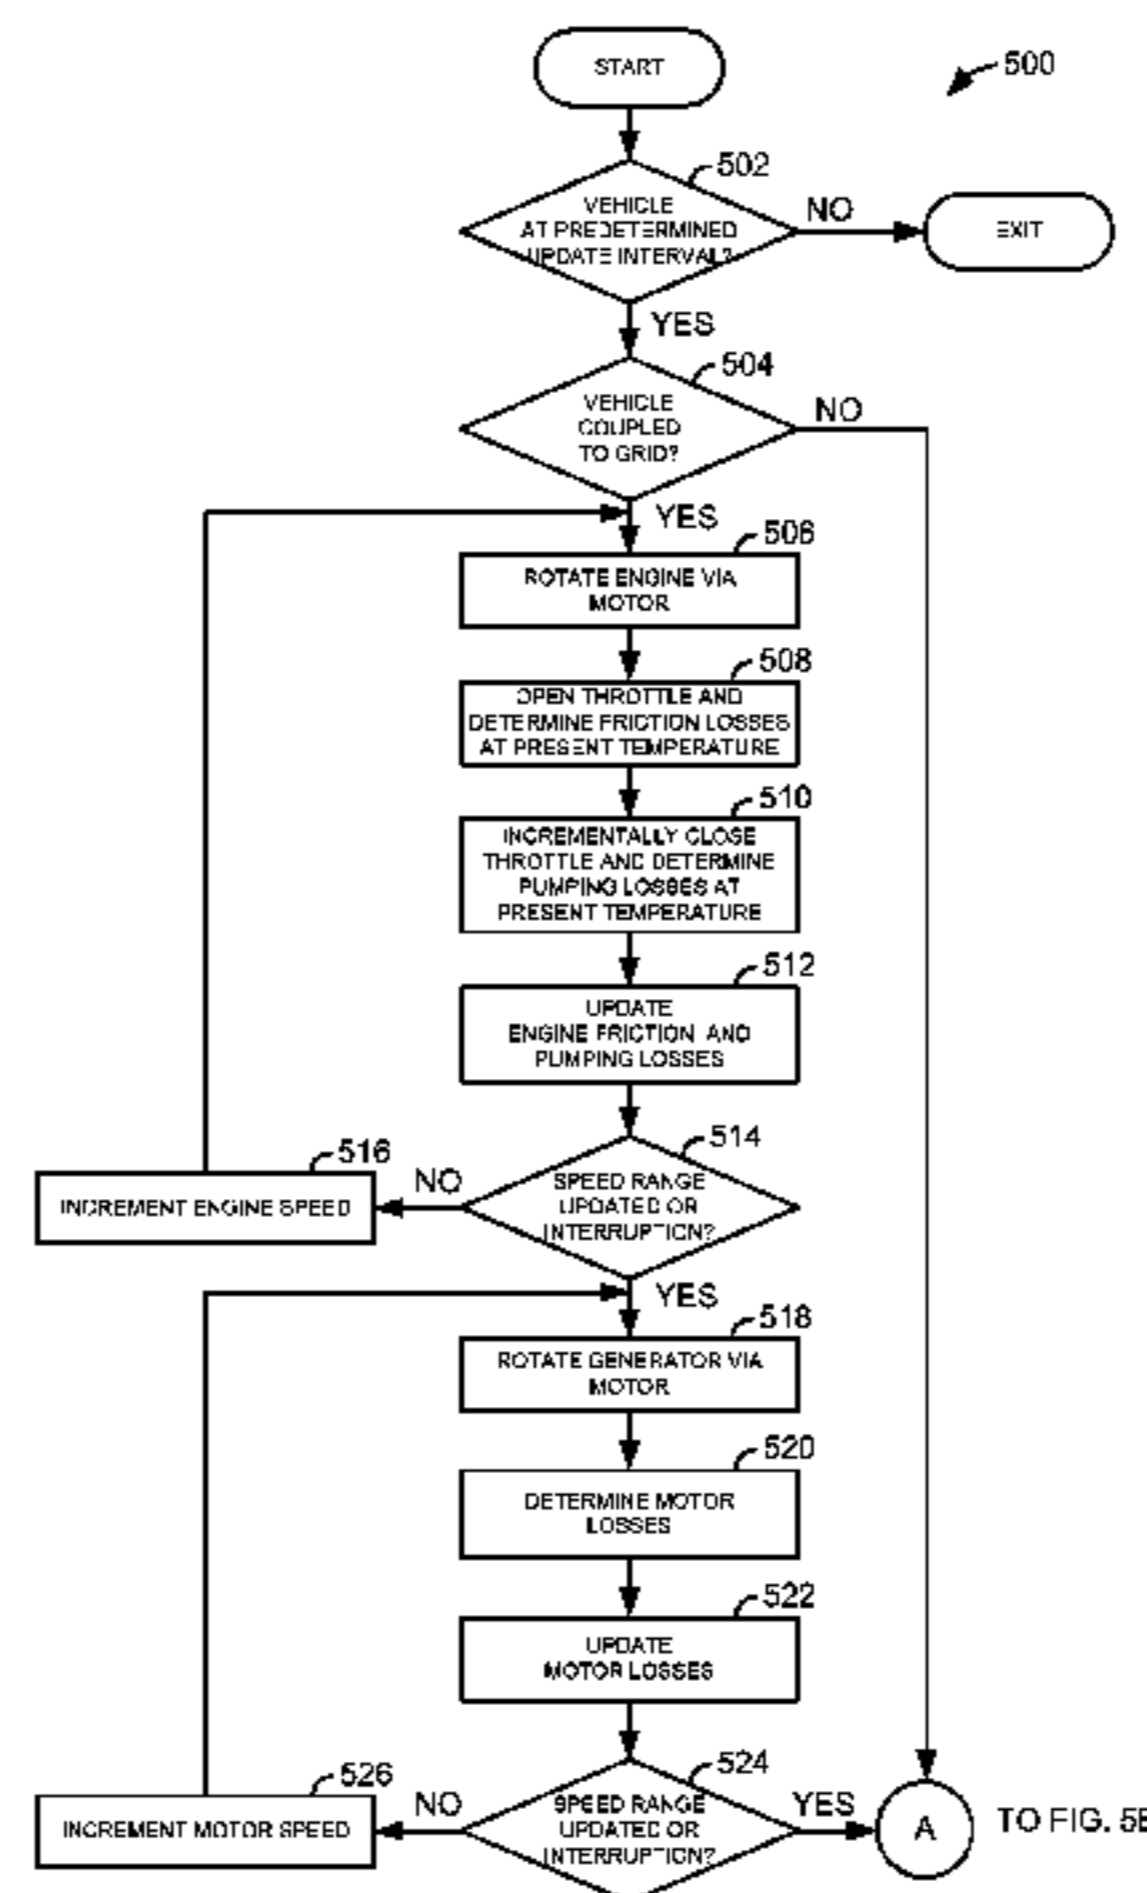 START
500
502
VEHICLE
AT PREDETERMINED
UPDATE INTERVAL?
NO
EXIT
YES
504
VEHICLE
COUPLED
TO GRID?
NO
YES
506
ROTATE ENGINE VIA
MOTOR
508
OPEN THROTTLE AND
DETERMINE FRICTION LOSSES
AT PRESENT TEMPERATURE
510
INCREMENTALLY CLOSE
THROTTLE AND DETERMINE
PUMPING LOSSES AT
PRESENT TEMPERATURE
512
UPDATE
ENGINE FRICTION AND
PUMPING LOSSES
514
SPEED RANGE
UPDATED OR
INTERRUPTION?
NO
516
INCREMENT ENGINE SPEED
YES
518
ROTATE GENERATOR VIA
MOTOR
520
DETERMINE MOTOR
LOSSES
522
UPDATE
MOTOR LOSSES
524
SPEED RANGE
UPDATED OR
INTERRUPTION?
NO
526
INCREMENT MOTOR SPEED
YES
A
TO FIG.